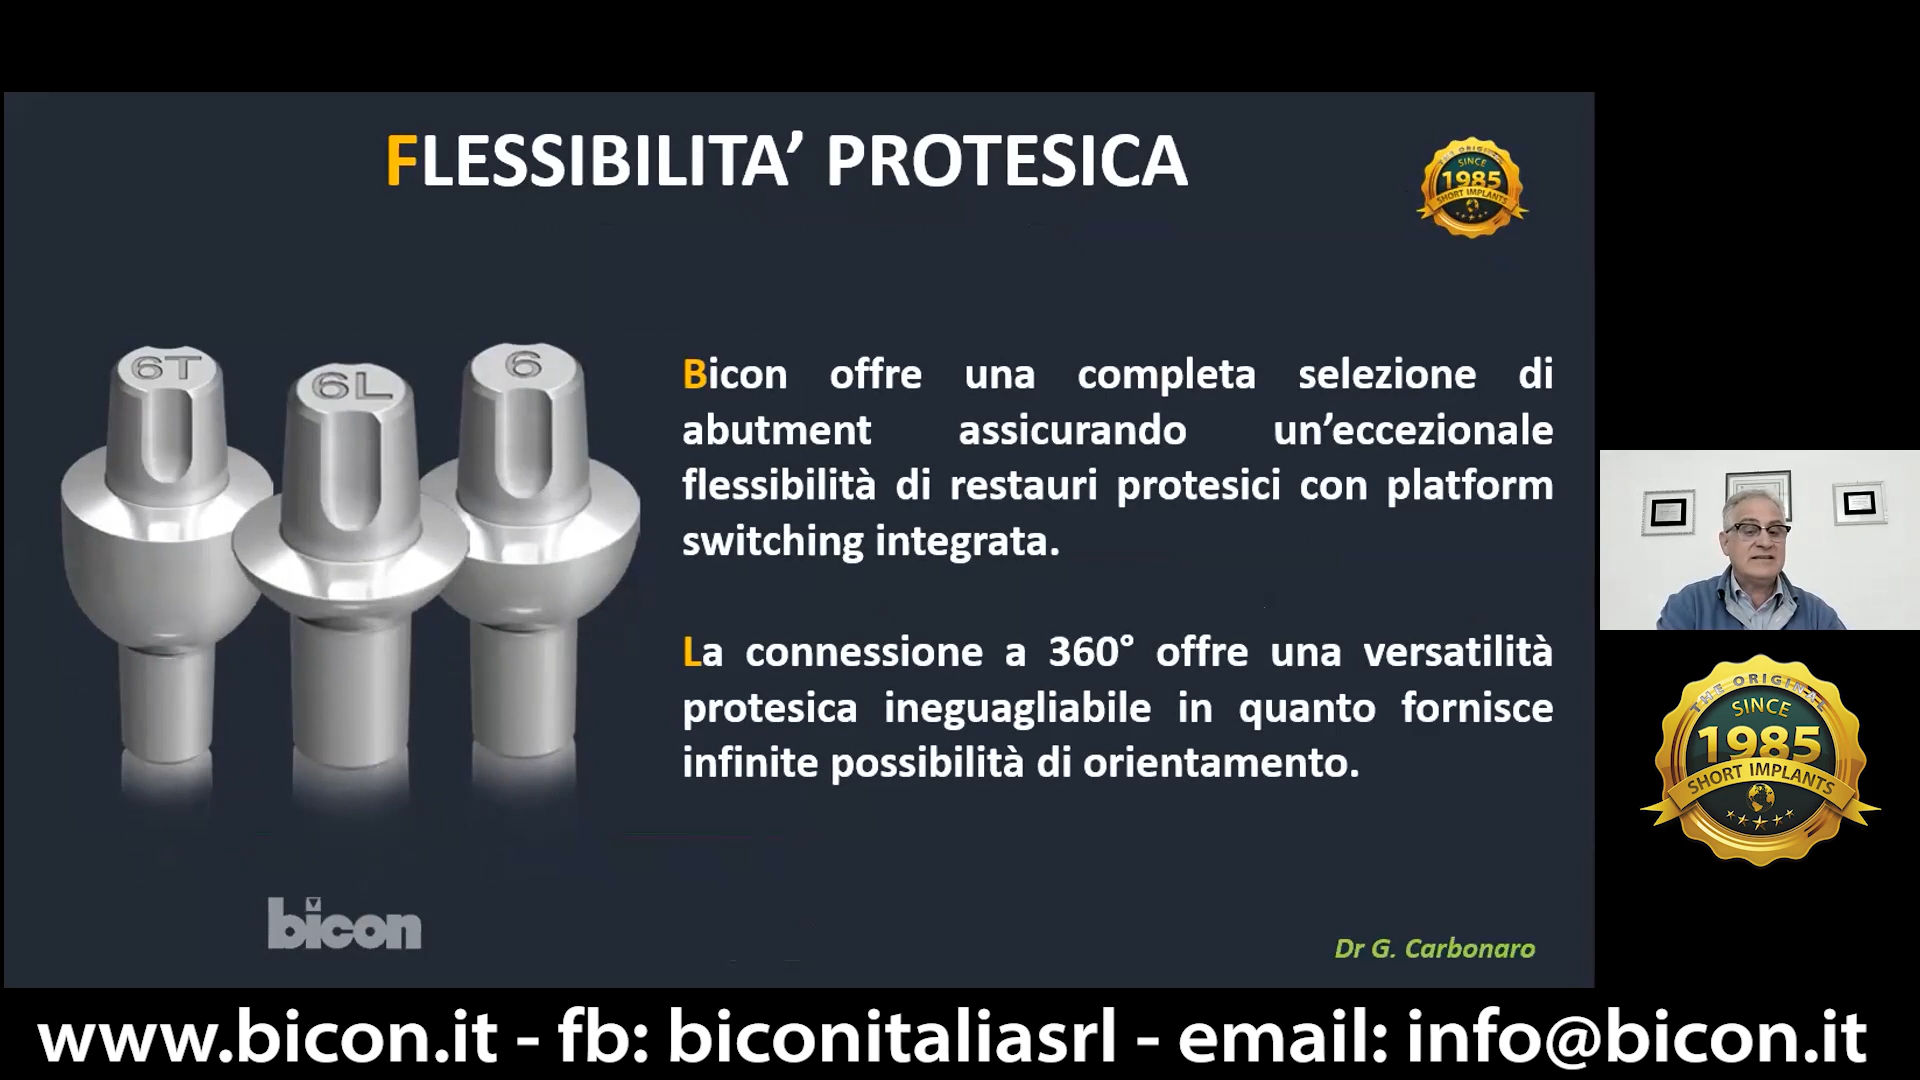 FLESSIBILITA’ PROTESICA
THE ORIGINAL
SINCE
1985
SHORT IMPLANTS
6T
6L
6
Bicon offre una completa selezione di
abutment assicurando un’eccezionale
flessibilità di restauri protesici con platform
switching integrata.
La connessione a 360° offre una versatilità
protesica ineguagliabile in quanto fornisce
infinite possibilità di orientamento.
THE ORIGINAL
SINCE
1985
SHORT IMPLANTS
bicon
Dr G. Carbonaro
www.bicon.it - fb: biconitaliasrl - email: info@bicon.it